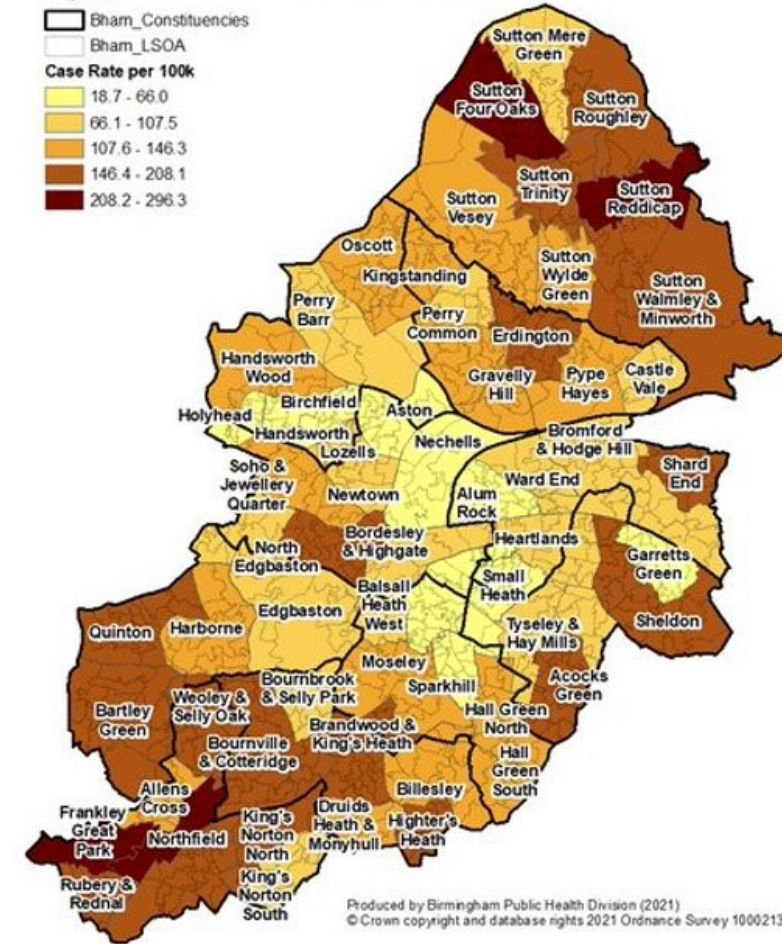 Bham_Constituencies
Bham_LSOA
Case Rate per 100k
18.7 - 66.0
66.1 - 107.5
107.6 - 146.3
146.4 - 208.1
208.2 - 296.3
Sutton Mere
Green
Sutton
Four Oaks
Sutton
Roughley
Sutton
Trinity
Sutton
Reddicap
Sutton
Vesey
Oscott
Kingstanding
Sutton
Wylde
Green
Sutton
Walmley &
Minworth
Perry
Barr
Perry
Common
Erdington
Handsworth
Wood
Gravelly
Hill
Pype
Hayes
Castle
Vale
Birchfield
Holyhead
Aston
Handsworth
Lozells
Nechells
Bromford
& Hodge Hill
Soho &
Jewellery
Quarter
Newtown
Alum
Rock
Ward End
Shard
End
Bordesley
& Highgate
Heartlands
North
Edgbaston
Garretts
Green
Small
Heath
Balsall
Heath
West
Edgbaston
Quinton
Harborne
Tyseley &
Hay Mills
Sheldon
Moseley
Bournbrook
& Selly Park
Sparkhill
Acocks
Green
Weoley &
Selly Oak
Bartley
Green
Brandwood &
King's Heath
Hall Green
North
Bournville
& Cotteridge
Hall
Green
South
Allens
Cross
Billesley
Frankley
Great
Park
Northfield
King's
Norton
North
Druids
Heath &
Monyhull
Highter's
Heath
Rubery &
Rednal
King's
Norton
South
Produced by Birmingham Public Health Division (2021)
© Crown copyright and database rights 2021 Ordnance Survey 1000213